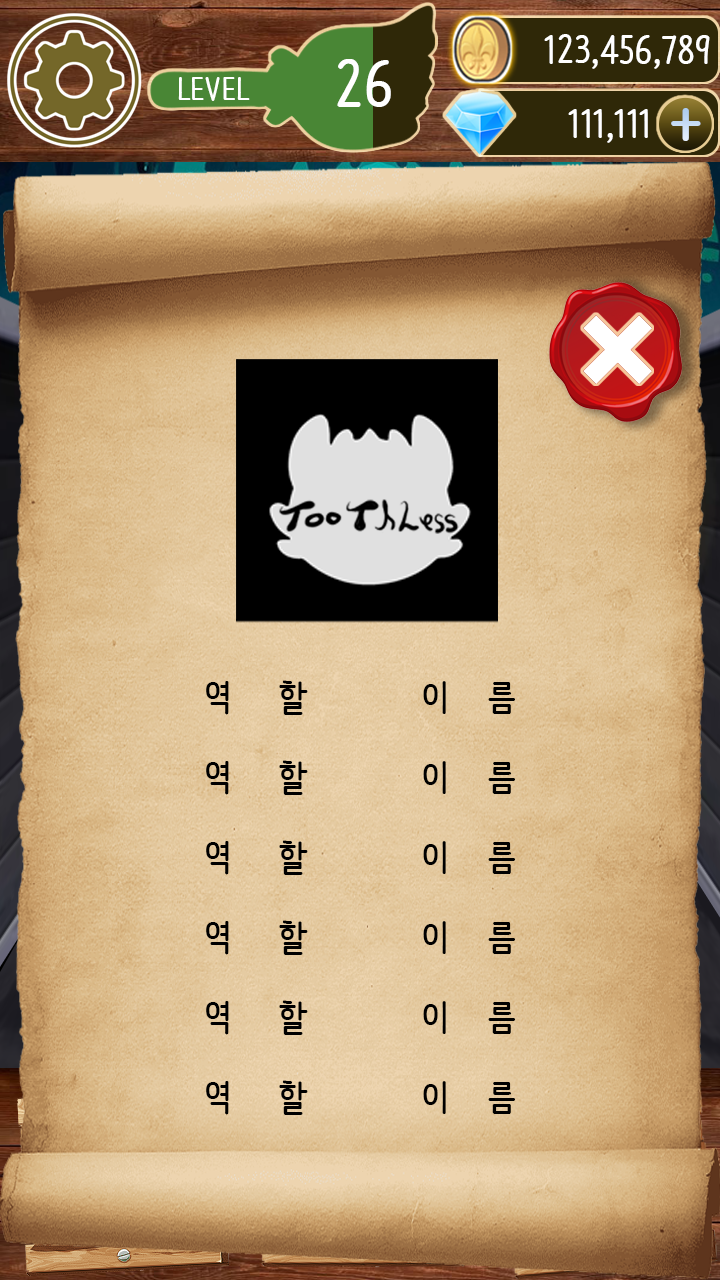 LEVEL 26
123,456,789
111,111
TooThLess
역 할 이 름
역 할 이 름
역 할 이 름
역 할 이 름
역 할 이 름
역 할 이 름